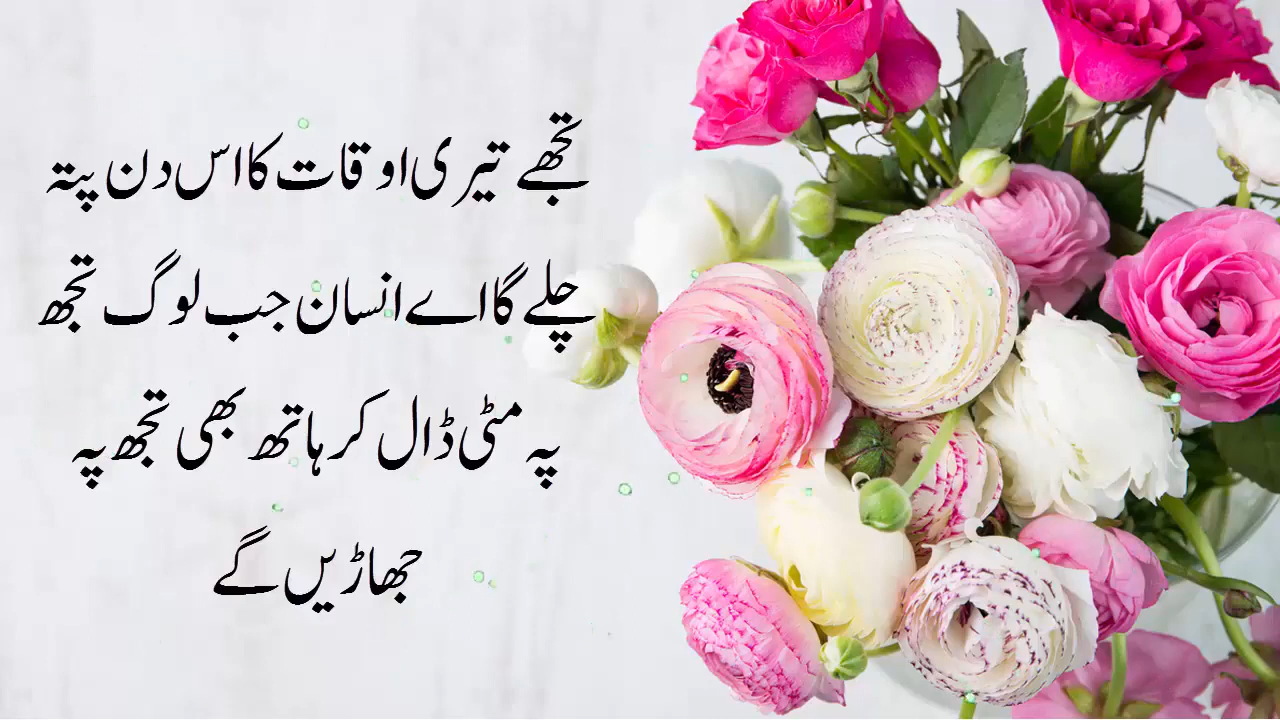 تجھے تیری اوقات کا اس دن پتہ
چلے گا اے انسان جب لوگ تجھ
پہ مٹی ڈال کر ہاتھ بھی تجھ پہ
جھاڑیں گے